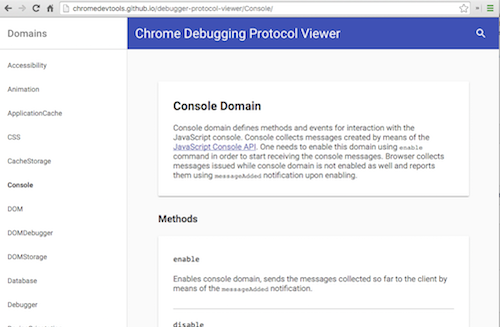 chromedevtools.github.io/debugger-protocol-viewer/Console/
Domains
Chrome Debugging Protocol Viewer
Accessibility
Animation
ApplicationCache
CSS
CacheStorage
Console
DOM
DOMDebugger
DOMStorage
Database
Debugger
Console Domain
Console domain defines methods and events for interaction with the
JavaScript console. Console collects messages created by means of the
JavaScript Console API. One needs to enable this domain using enable
command in order to start receiving the console messages. Browser collects
messages issued while console domain is not enabled as well and reports
them using messageAdded notification upon enabling.
Methods
enable
Enables console domain, sends the messages collected so far to the client by
means of the messageAdded notification.
disable